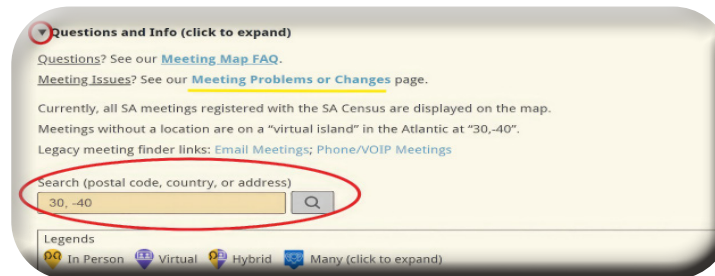 Questions and Info (click to expand)
Questions? See our Meeting Map FAQ.
Meeting Issues? See our Meeting Problems or Changes page.
Currently, all SA meetings registered with the SA Census are displayed on the map.
Meetings without a location are on a “virtual island” in the Atlantic at “30,-40”.
Legacy meeting finder links: Email Meetings; Phone/VOIP Meetings
Search (postal code, country, or address)
30, -40
Legends
In Person Virtual Hybrid Many (click to expand)